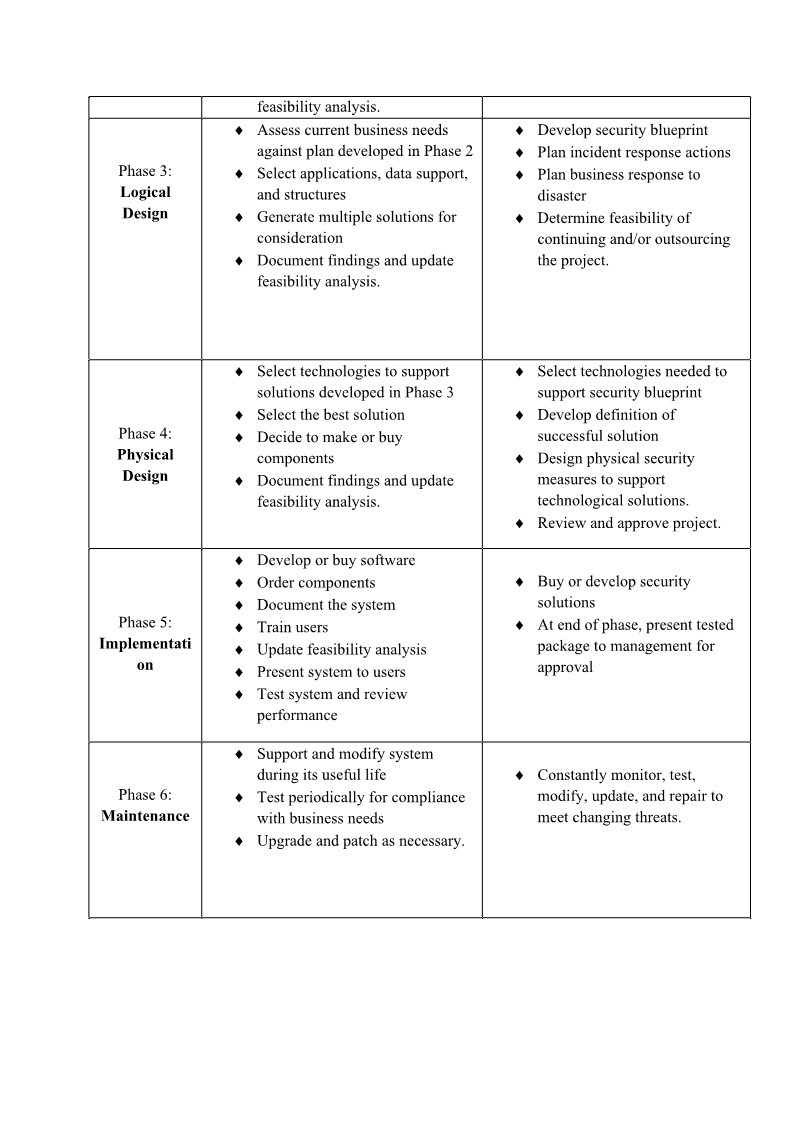 feasibility analysis.
Phase 3:
Logical
Design
♦ Assess current business needs
against plan developed in Phase 2
♦ Select applications, data support,
and structures
♦ Generate multiple solutions for
consideration
♦ Document findings and update
feasibility analysis.
♦ Develop security blueprint
♦ Plan incident response actions
♦ Plan business response to
disaster
♦ Determine feasibility of
continuing and/or outsourcing
the project.
Phase 4:
Physical
Design
♦ Select technologies to support
solutions developed in Phase 3
♦ Select the best solution
♦ Decide to make or buy
components
♦ Document findings and update
feasibility analysis.
♦ Select technologies needed to
support security blueprint
♦ Develop definition of
successful solution
♦ Design physical security
measures to support
technological solutions.
♦ Review and approve project.
Phase 5:
Implementati
on
♦ Develop or buy software
♦ Order components
♦ Document the system
♦ Train users
♦ Update feasibility analysis
♦ Present system to users
♦ Test system and review
performance
♦ Buy or develop security
solutions
♦ At end of phase, present tested
package to management for
approval
Phase 6:
Maintenance
♦ Support and modify system
during its useful life
♦ Test periodically for compliance
with business needs
♦ Upgrade and patch as necessary.
♦ Constantly monitor, test,
modify, update, and repair to
meet changing threats.